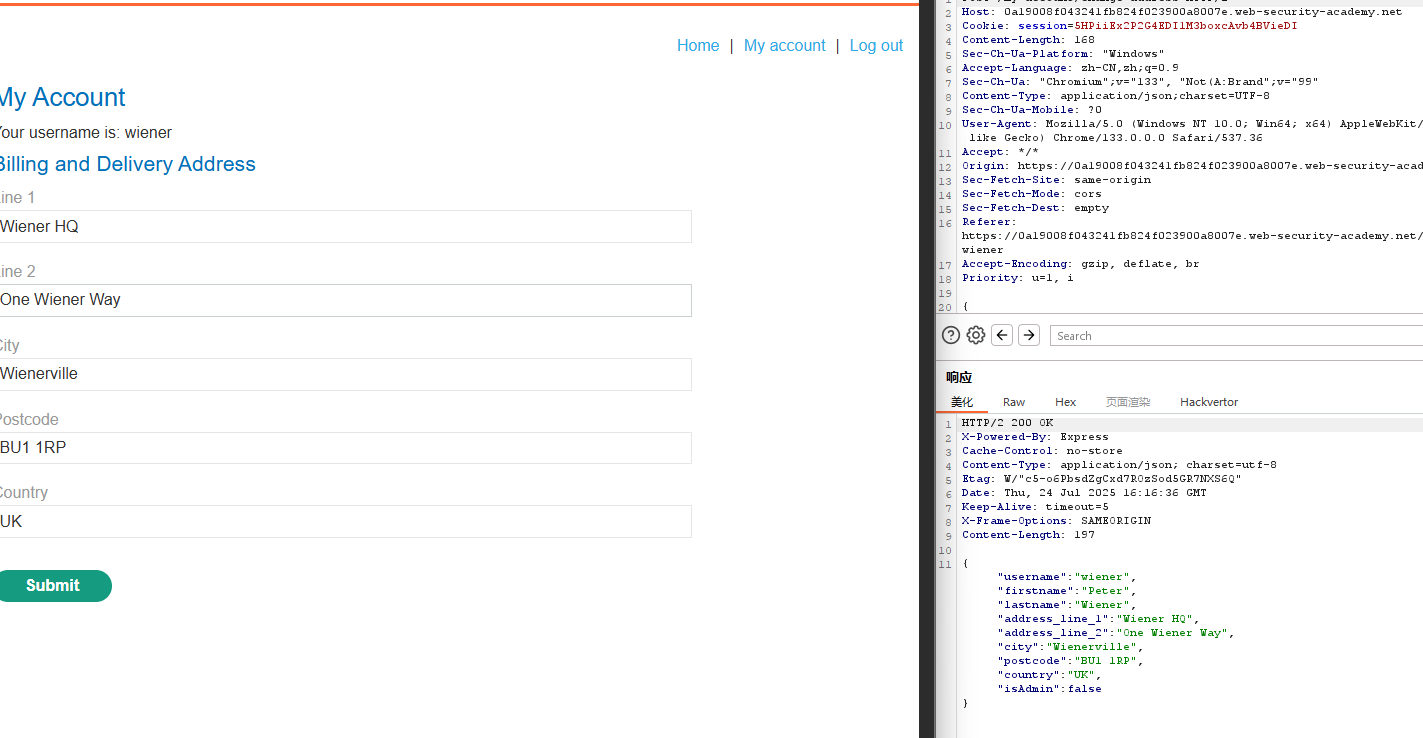 Home | My account | Log out
My Account
Your username is: wiener
Billing and Delivery Address
Line 1
Wiener HQ
Line 2
One Wiener Way
City
Wienerville
Postcode
BU1 1RP
Country
UK
Submit
2 Host: 0a19008f043241fb824f023900a8007e.web-security-academy.net
3 Cookie: session=5HPiiEx2P2G4EDIlM3boxcAvb4BVieDI
4 Content-Length: 168
5 Sec-Ch-Ua-Platform: "Windows"
6 Accept-Language: zh-CN,zh;q=0.9
7 Sec-Ch-Ua: "Chromium";v="133", "Not(A:Brand";v="99"
8 Content-Type: application/json;charset=UTF-8
9 Sec-Ch-Ua-Mobile: ?0
10 User-Agent: Mozilla/5.0 (Windows NT 10.0; Win64; x64) AppleWebKit/
like Gecko) Chrome/133.0.0.0 Safari/537.36
11 Accept: */*
12 Origin: https://0a19008f043241fb824f023900a8007e.web-security-acad
13 Sec-Fetch-Site: same-origin
14 Sec-Fetch-Mode: cors
15 Sec-Fetch-Dest: empty
16 Referer:
https://0a19008f043241fb824f023900a8007e.web-security-academy.net/
wiener
17 Accept-Encoding: gzip, deflate, br
18 Priority: u=1, i
19
20 {
Search
响应
美化 Raw Hex 页面渲染 Hackvertor
1 HTTP/2 200 OK
2 X-Powered-By: Express
3 Cache-Control: no-store
4 Content-Type: application/json; charset=utf-8
5 Etag: W/"c5-o6PbsdZgCxd7ROzSod5GR7NXS6Q"
6 Date: Thu, 24 Jul 2025 16:16:36 GMT
7 Keep-Alive: timeout=5
8 X-Frame-Options: SAMEORIGIN
9 Content-Length: 197
10
11 {
"username":"wiener",
"firstname":"Peter",
"lastname":"Wiener",
"address_line_1":"Wiener HQ",
"address_line_2":"One Wiener Way",
"city":"Wienerville",
"postcode":"BU1 1RP",
"country":"UK",
"isAdmin":false
}